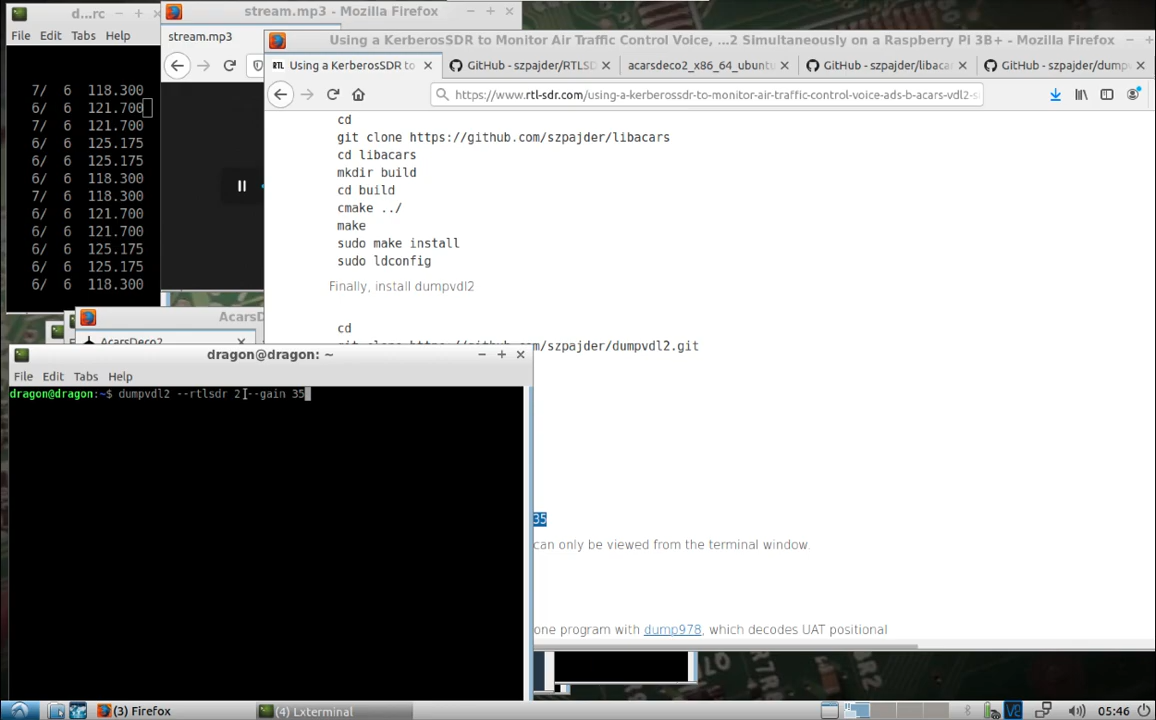 d...rc
File Edit Tabs Help
7/ 6 118.300
6/ 6 121.700
7/ 6 121.700
6/ 6 125.175
6/ 6 125.175
6/ 6 118.300
7/ 6 118.300
6/ 6 121.700
6/ 6 121.700
6/ 6 125.175
6/ 6 125.175
6/ 6 118.300
stream.mp3 - Mozilla Firefox
stream.mp3
Using a KerberosSDR to Monitor Air Traffic Control Voice, ...2 Simultaneously on a Raspberry Pi 3B+ - Mozilla Firefox
RTL Using a KerberosSDR to
GitHub - szpajder/RTLSD
acarsdeco2_x86_64_ubuntu
GitHub - szpajder/libaca
GitHub - szpajder/dump
https://www.rtl-sdr.com/using-a-kerberossdr-to-monitor-air-traffic-control-voice-ads-b-acars-vdl2-s
cd
git clone https://github.com/szpajder/libacars
cd libacars
mkdir build
cd build
cmake ../
make
sudo make install
sudo ldconfig
Finally, install dumpvdl2
cd
git clone https://github.com/szpajder/dumpvdl2.git
35
can only be viewed from the terminal window.
one program with dump978, which decodes UAT positional
AcarsD
AcarsDeco2
dragon@dragon: ~
File Edit Tabs Help
dragon@dragon:~$ dumpvdl2 --rtlsdr 2 --gain 35
(3) Firefox
(4) Lxterminal
05:46